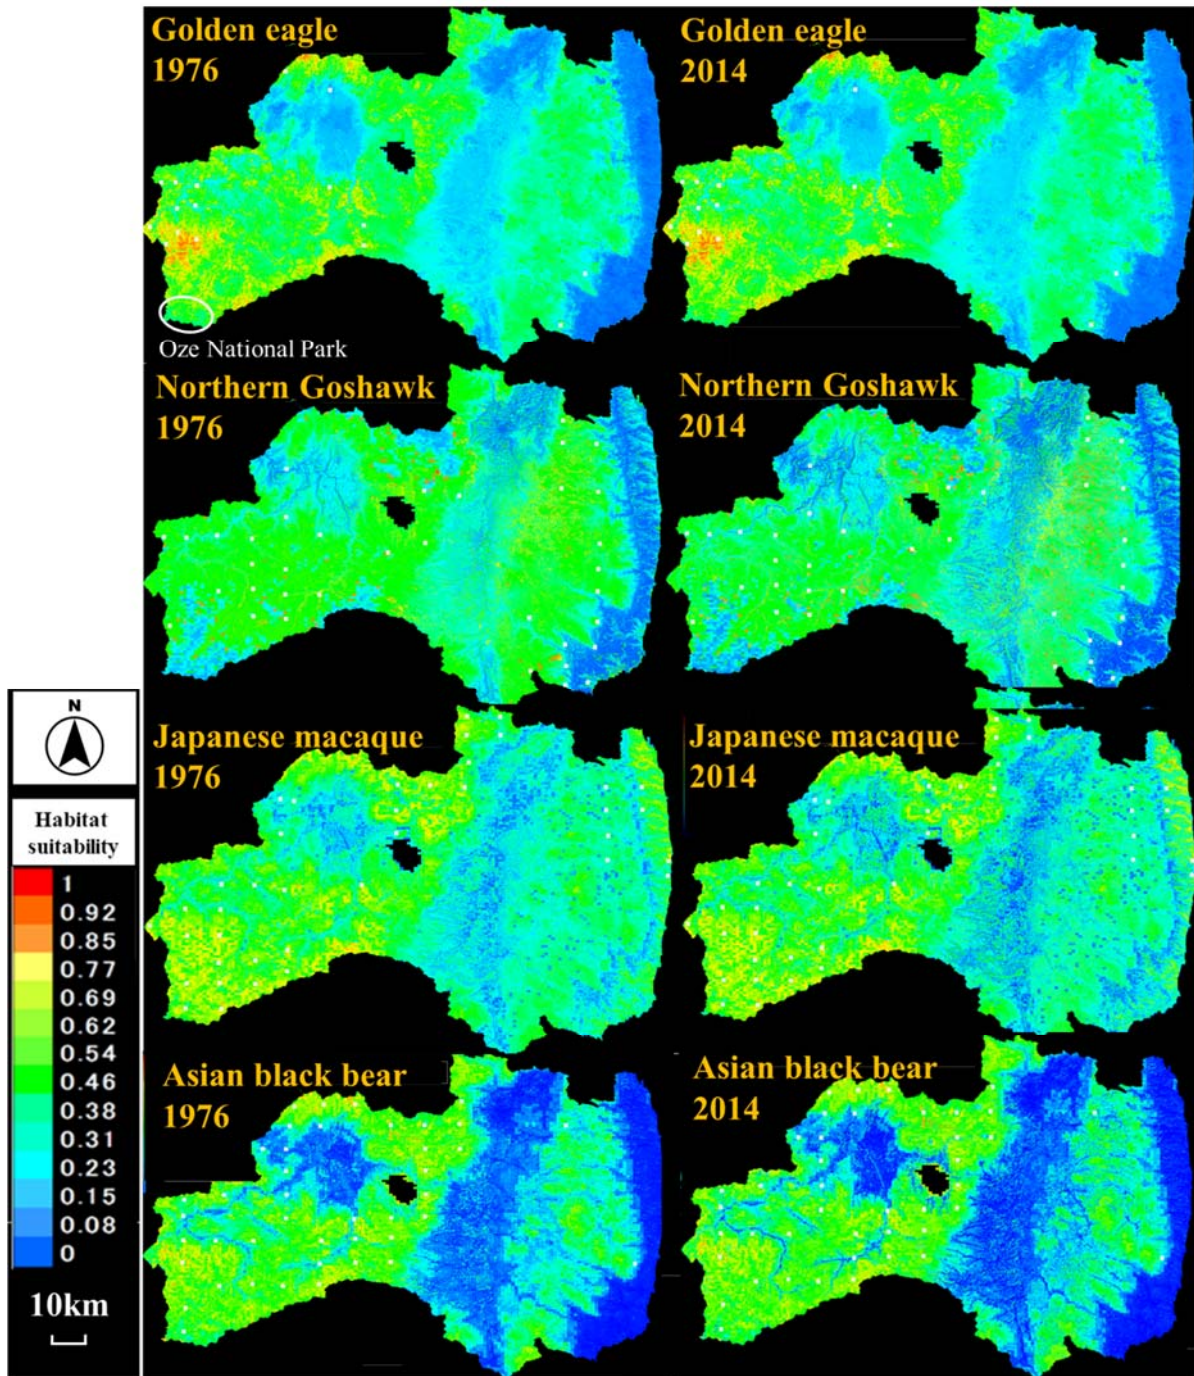 Golden eagle
1976
Golden eagle
2014
Oze National Park
Northern Goshawk
1976
Northern Goshawk
2014
Japanese macaque
1976
Japanese macaque
2014
Asian black bear
1976
Asian black bear
2014
N
Habitat
suitability
1
0.92
0.85
0.77
0.69
0.62
0.54
0.46
0.38
0.31
0.23
0.15
0.08
0
10km